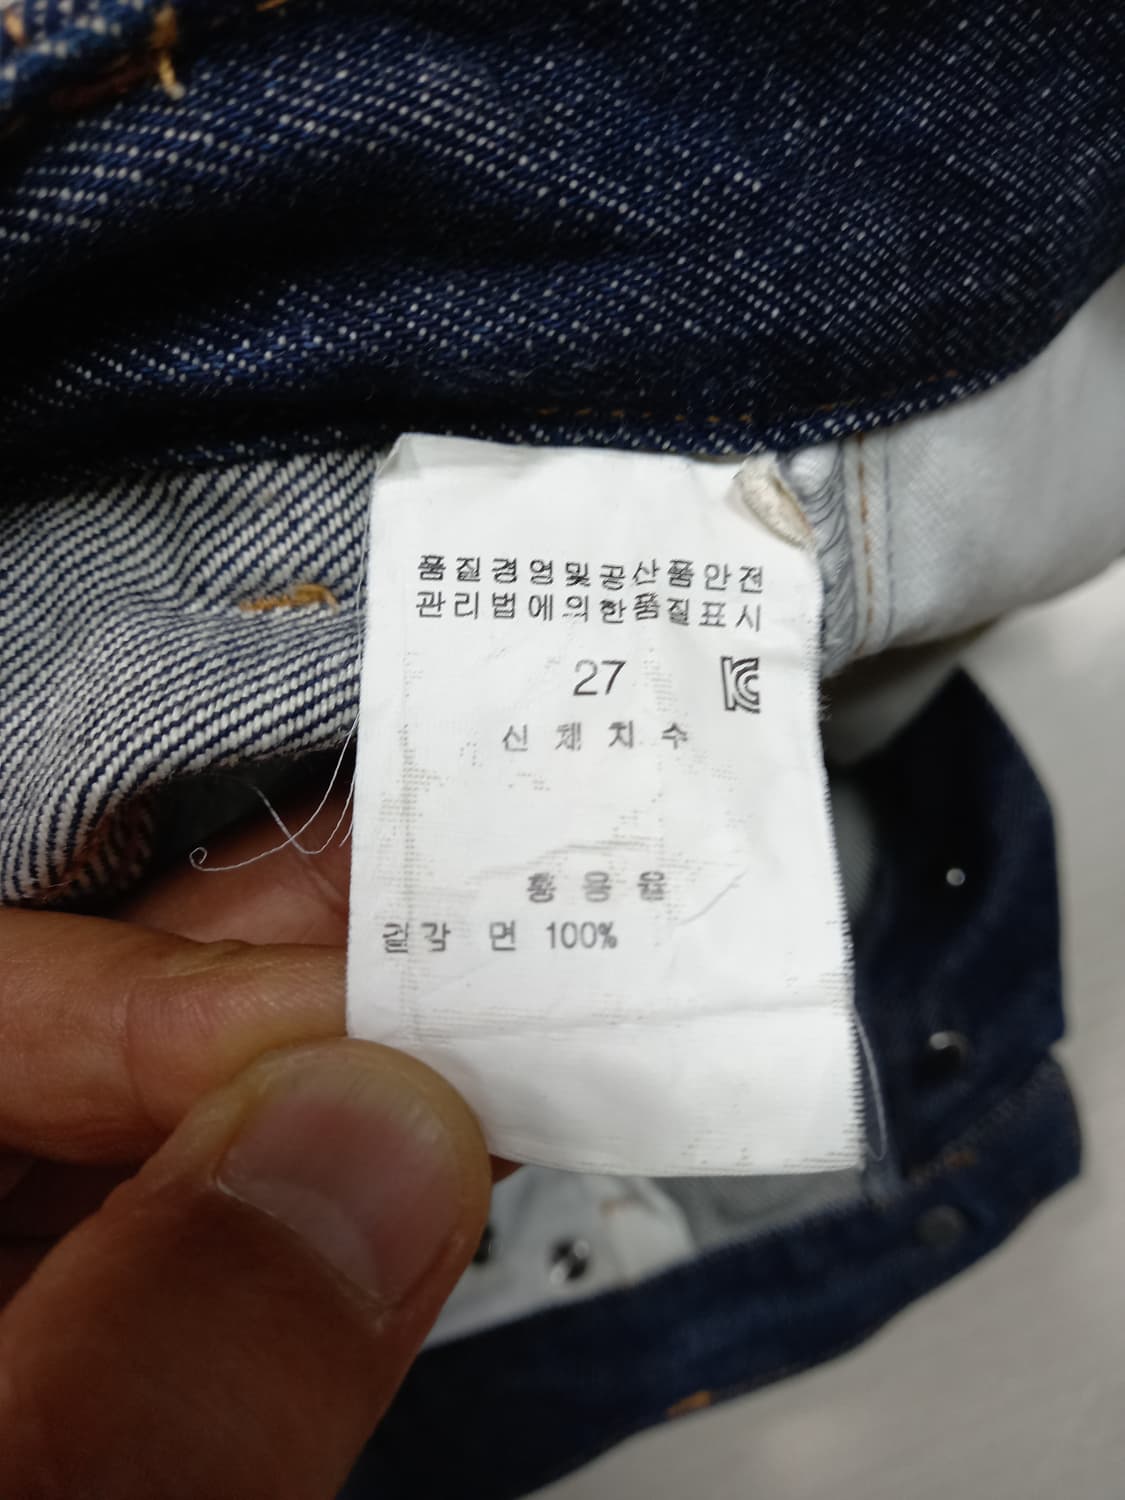 품질경영및공산품안전
관리법에의한품질표시
27
신체치수
혼용율
겉감 면 100%